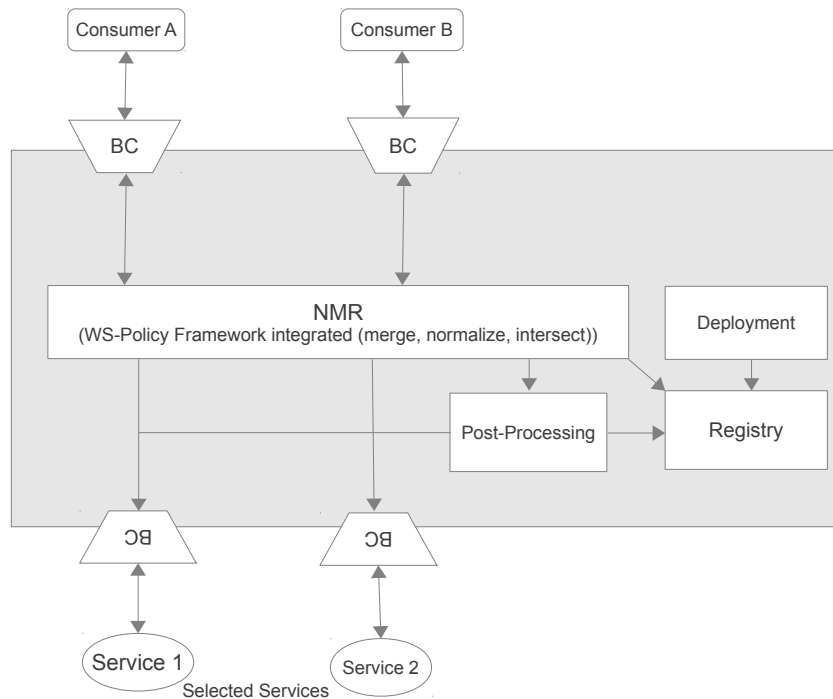 Consumer A
Consumer B
BC
BC
NMR
(WS-Policy Framework integrated (merge, normalize, intersect))
Deployment
Post-Processing
Registry
BC
BC
Service 1
Service 2
Selected Services